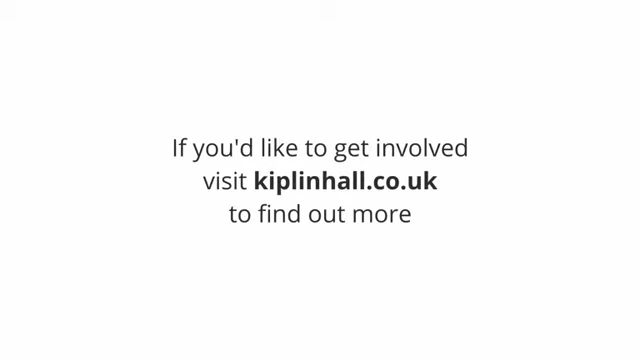 If you'd like to get involved
visit kiplinhall.co.uk
to find out more